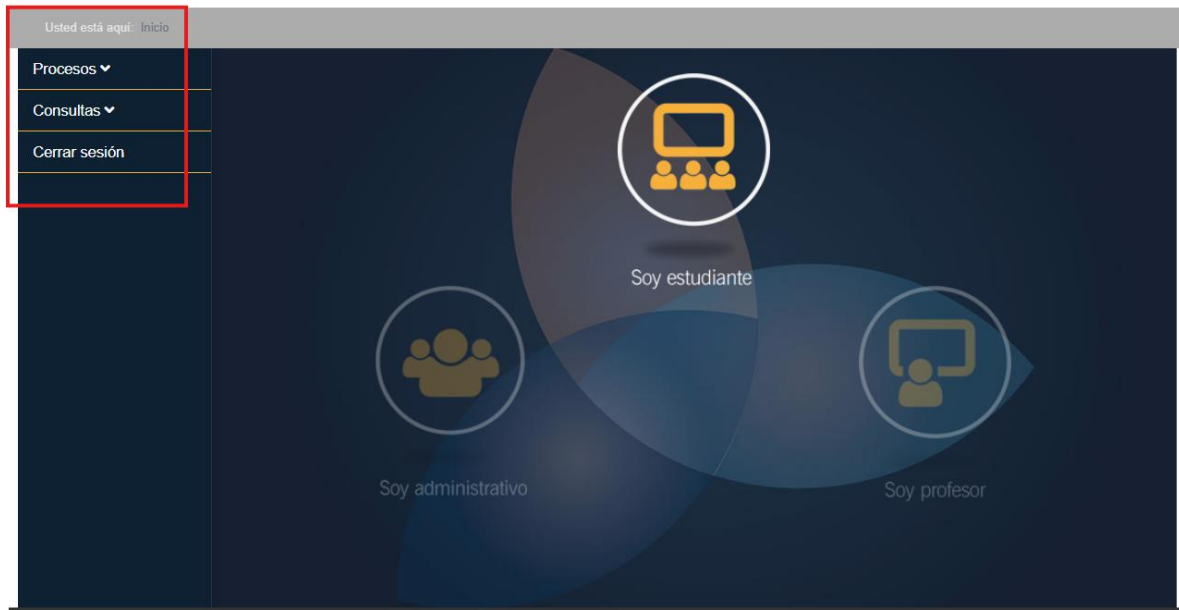 Usted está aquí: Inicio
Procesos
Consultas
Cerrar sesión
Soy estudiante
Soy administrativo
Soy profesor